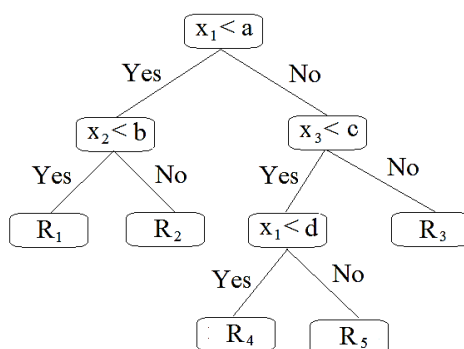 x₁< a
Yes No
x₂< b x₃< c
Yes No Yes No
R₁ R₂ x₁< d R₃
Yes No
R₄ R₅